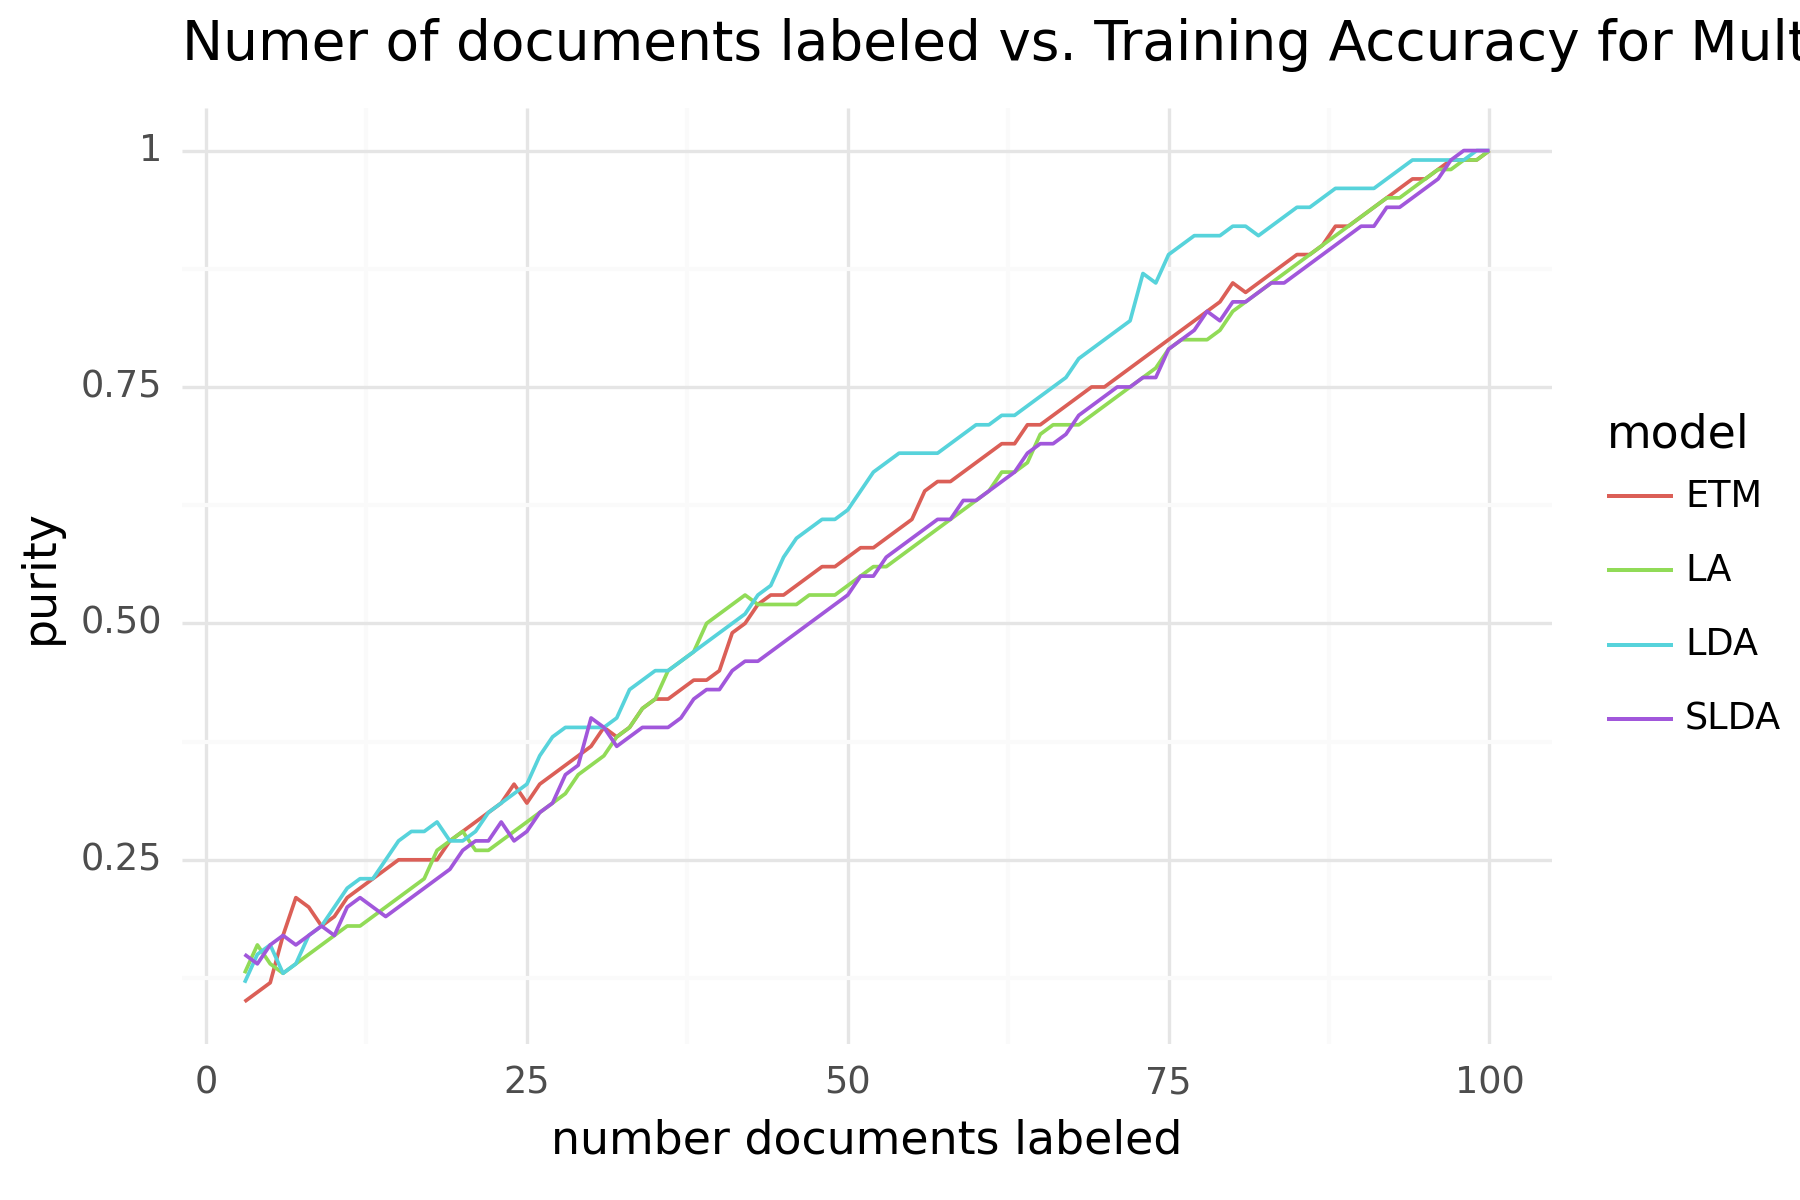 Numer of documents labeled vs. Training Accuracy for Mult
1
0.75
0.50
0.25
purity
0
25
50
75
100
number documents labeled
model
ETM
LA
LDA
SLDA